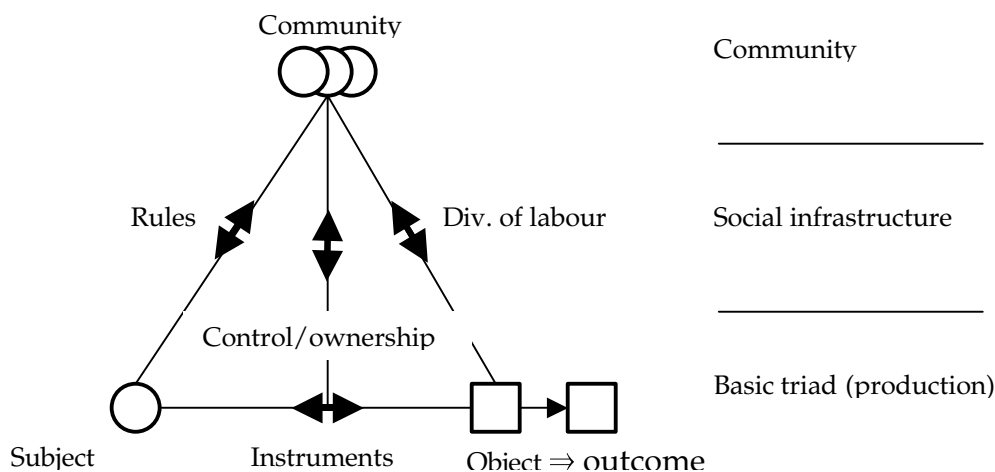 Community
Community
Rules
Div. of labour
Social infrastructure
Control/ownership
Basic triad (production)
Subject
Instruments
Object ⇒ outcome